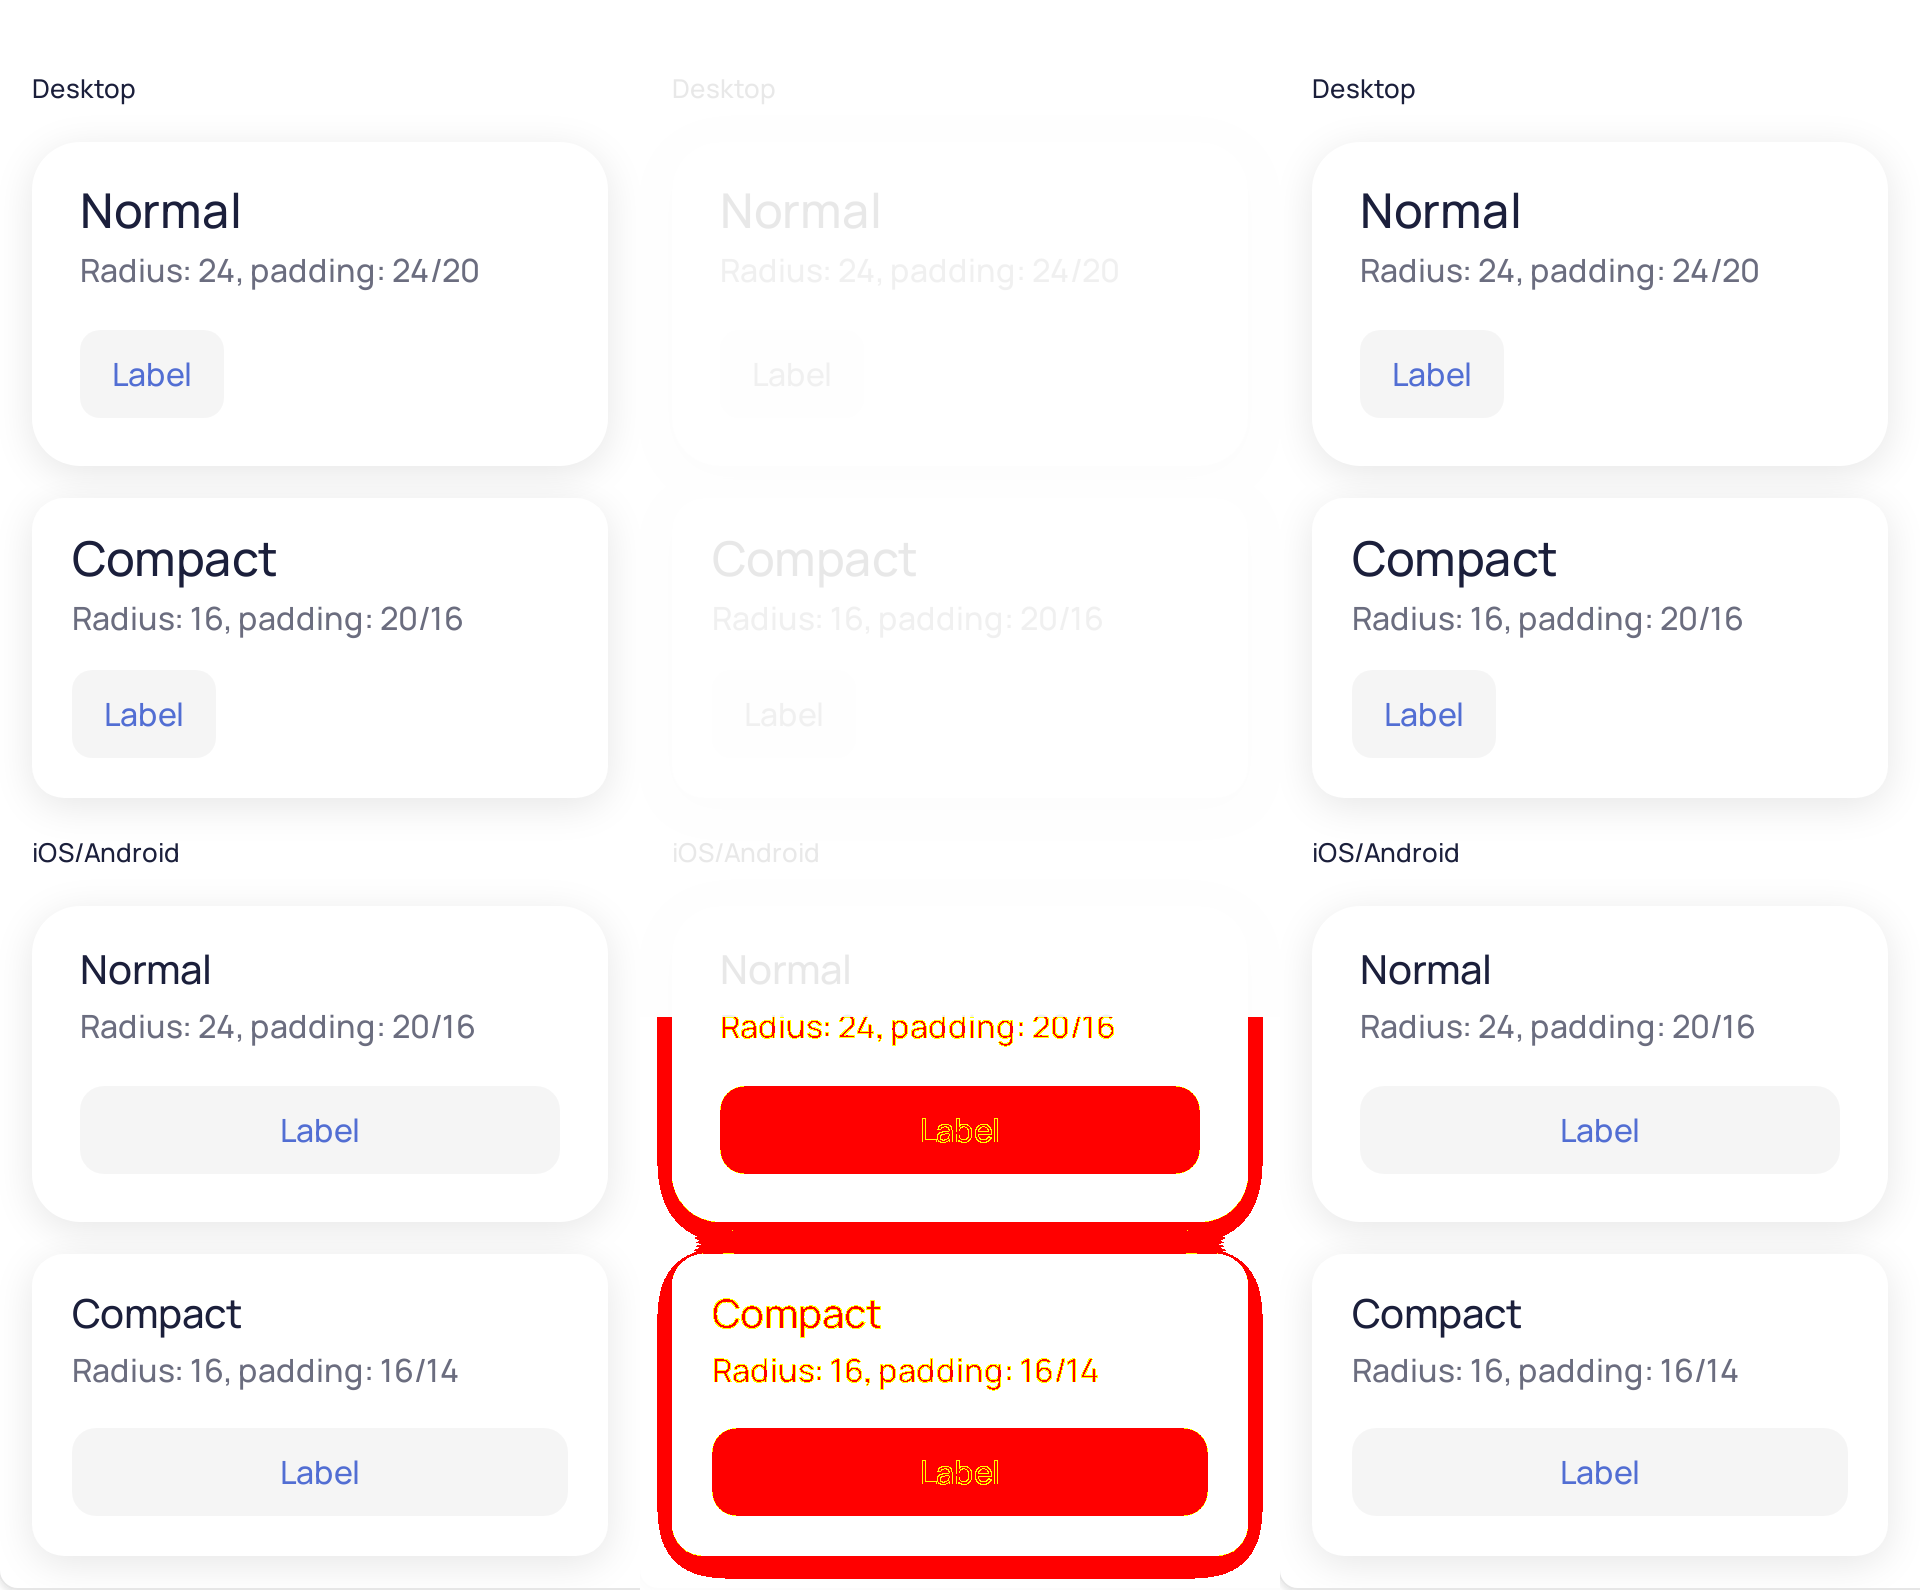 Desktop
Normal
Radius: 24, padding: 24/20
Label
Compact
Radius: 16, padding: 20/16
Label
iOS/Android
Normal
Radius: 24, padding: 20/16
Label
Compact
Radius: 16, padding: 16/14
Label
Desktop
Normal
Radius: 24, padding: 24/20
Label
Compact
Radius: 16, padding: 20/16
Label
iOS/Android
Normal
Radius: 24, padding: 20/16
Label
Compact
Radius: 16, padding: 16/14
Label
Desktop
Normal
Radius: 24, padding: 24/20
Label
Compact
Radius: 16, padding: 20/16
Label
iOS/Android
Normal
Radius: 24, padding: 20/16
Label
Compact
Radius: 16, padding: 16/14
Label